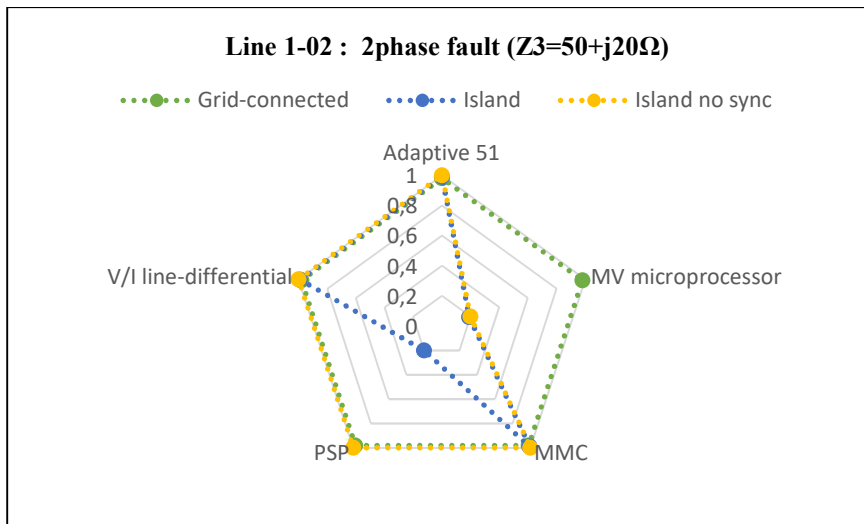 Line 1-02 : 2phase fault (Z3=50+j20Ω)
Grid-connected Island Island no sync
Adaptive 51
1
0,8
0,6
0,4
0,2
0
V/I line-differential
MV microprocessor
PSP
MMC